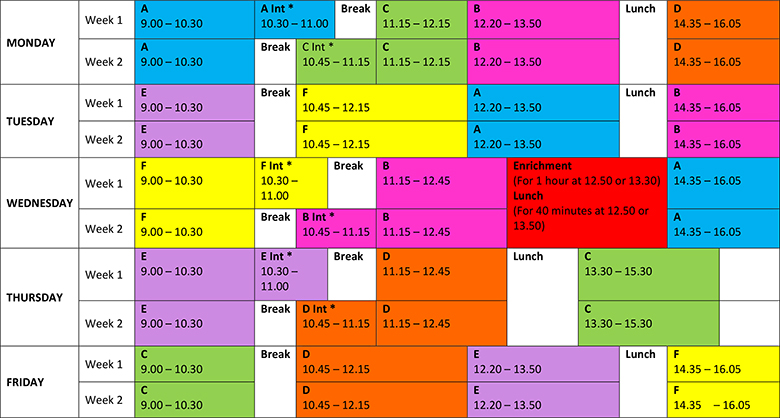 MONDAY
Week 1
A
9.00 – 10.30
A Int *
10.30 – 11.00
Break
C
11.15 – 12.15
B
12.20 – 13.50
Lunch
D
14.35 – 16.05
Week 2
A
9.00 – 10.30
Break
C Int *
10.45 – 11.15
C
11.15 – 12.15
B
12.20 – 13.50
D
14.35 – 16.05
TUESDAY
Week 1
E
9.00 – 10.30
Break
F
10.45 – 12.15
A
12.20 – 13.50
Lunch
B
14.35 – 16.05
Week 2
E
9.00 – 10.30
F
10.45 – 12.15
A
12.20 – 13.50
B
14.35 – 16.05
WEDNESDAY
Week 1
F
9.00 – 10.30
F Int *
10.30 –
11.00
Break
B
11.15 – 12.45
Enrichment
(For 1 hour at 12.50 or 13.30)
Lunch
(For 40 minutes at 12.50 or
13.50)
A
14.35 – 16.05
Week 2
F
9.00 – 10.30
Break
B Int *
10.45 – 11.15
B
11.15 – 12.45
A
14.35 – 16.05
THURSDAY
Week 1
E
9.00 – 10.30
E Int *
10.30 –
11.00
Break
D
11.15 – 12.45
Lunch
C
13.30 – 15.30
Week 2
E
9.00 – 10.30
Break
D Int *
10.45 – 11.15
D
11.15 – 12.45
C
13.30 – 15.30
FRIDAY
Week 1
C
9.00 – 10.30
Break
D
10.45 – 12.15
E
12.20 – 13.50
Lunch
F
14.35 – 16.05
Week 2
C
9.00 – 10.30
D
10.45 – 12.15
E
12.20 – 13.50
F
14.35 – 16.05